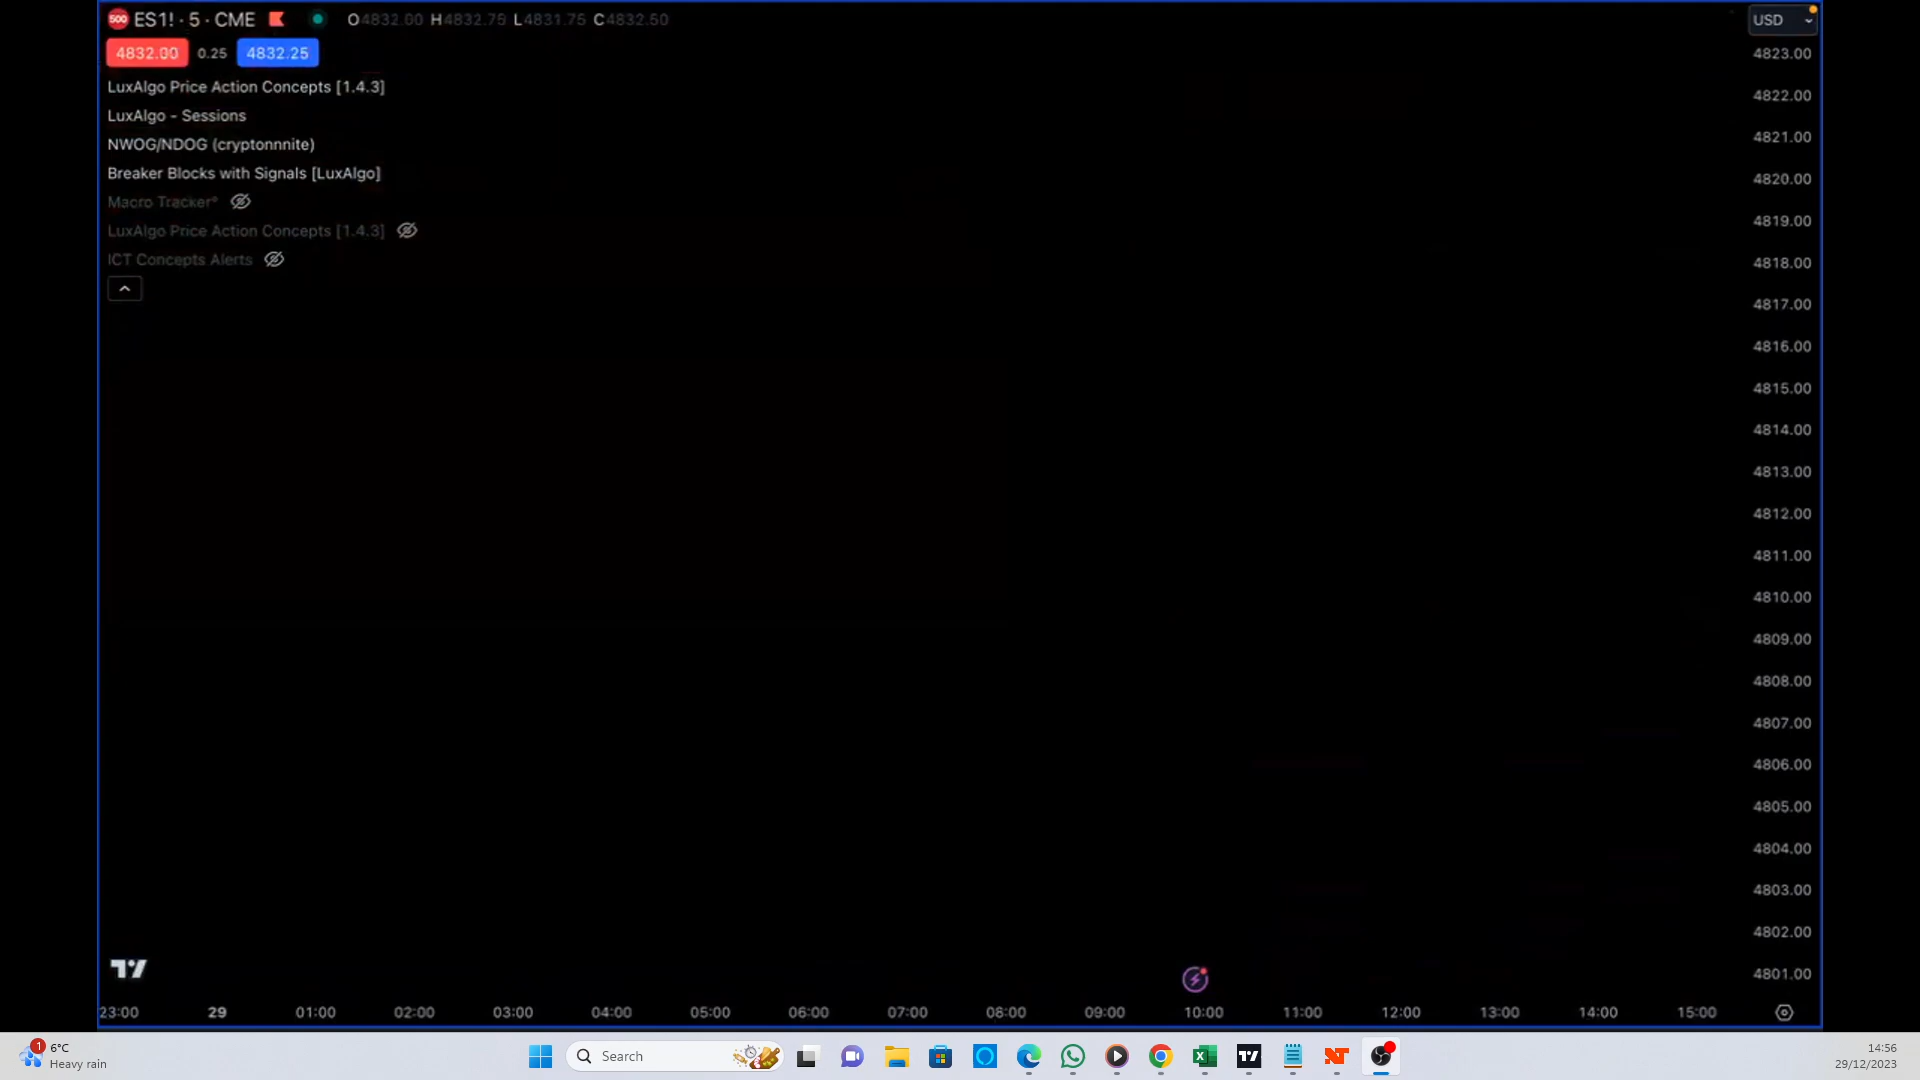 500 ES1! · 5 · CME O4832.00 H4832.75 L4831.75 C4832.50
USD
4832.00 0.25 4832.25
LuxAlgo Price Action Concepts [1.4.3]
LuxAlgo - Sessions
NWOG/NDOG (cryptonnnite)
Breaker Blocks with Signals [LuxAlgo]
Macro Tracker°
LuxAlgo Price Action Concepts [1.4.3]
ICT Concepts Alerts
4823.00
4822.00
4821.00
4820.00
4819.00
4818.00
4817.00
4816.00
4815.00
4814.00
4813.00
4812.00
4811.00
4810.00
4809.00
4808.00
4807.00
4806.00
4805.00
4804.00
4803.00
4802.00
4801.00
23:00 29 01:00 02:00 03:00 04:00 05:00 06:00 07:00 08:00 09:00 10:00 11:00 12:00 13:00 14:00 15:00
1 6°C
Heavy rain
Search
14:56
29/12/2023